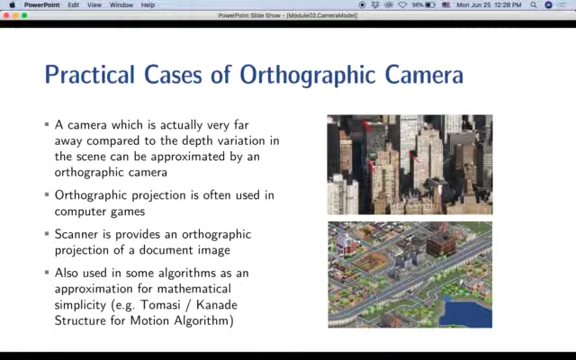 PowerPoint Edit View Window Help
56% Mon Jun 25 12:28 PM
PowerPoint Slide Show - [Module02.CameraModel]
Practical Cases of Orthographic Camera
A camera which is actually very far
away compared to the depth variation in
the scene can be approximated by an
orthographic camera
Orthographic projection is often used in
computer games
Scanner is provides an orthographic
projection of a document image
Also used in some algorithms as an
approximation for mathematical
simplicity (e.g. Tomasi / Kanade
Structure for Motion Algorithm)